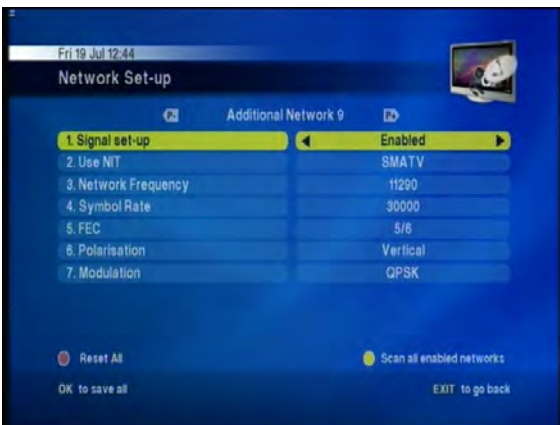 Fri 19 Jul 12:44
Network Set-up
P- Additional Network 9 P+
1. Signal set-up Enabled
2. Use NIT SMATV
3. Network Frequency 11290
4. Symbol Rate 30000
5. FEC 5/6
6. Polarisation Vertical
7. Modulation QPSK
Reset All Scan all enabled networks
OK to save all EXIT to go back